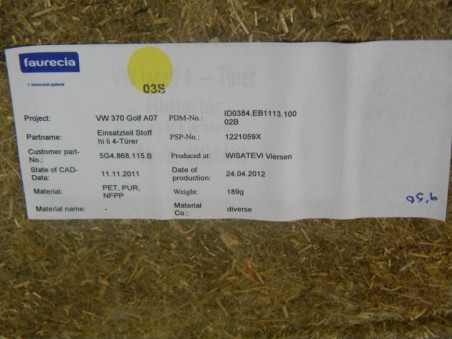 faurecia
03S
Project: VW 370 Golf A07 PDM-No.: ID0384.EB1113.100 02B
Partname: Einsatzteil Stoff hi li 4-Türer PSP-No.: 1221059X
Customer part-No.: 5G4.868.115.B Produced at: WISATEVI Viersen
State of CAD-Data: 11.11.2011 Date of production: 24.04.2012
Material: PET, PUR, NFPP Weight: 189g
Material name: - Material Co.: diverse